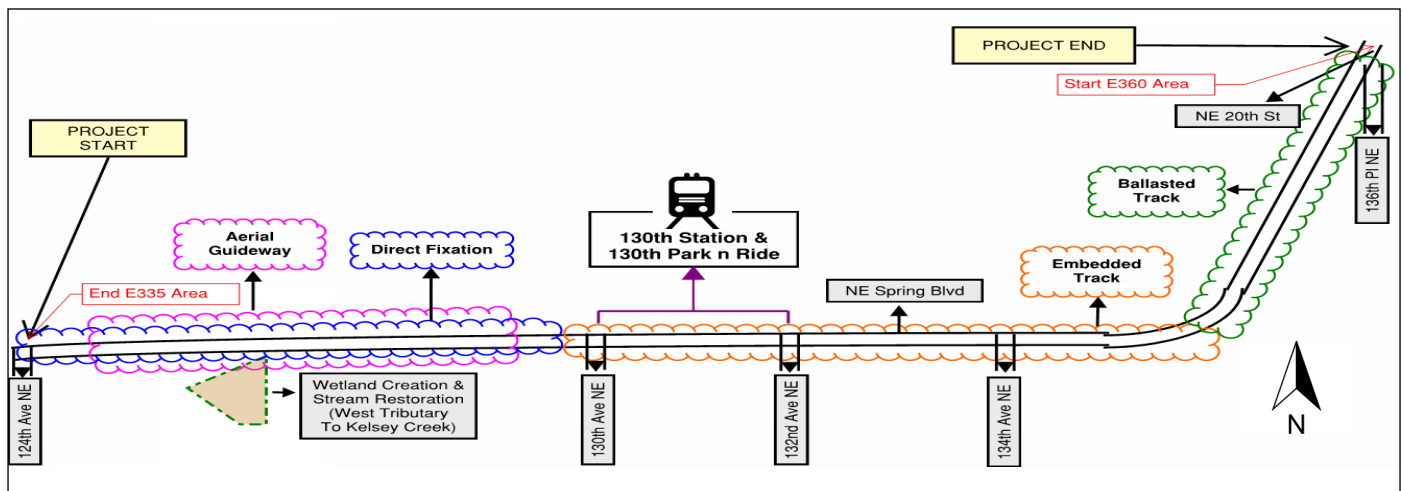 PROJECT END
Start E360 Area
NE 20th St
PROJECT
START
136th Pl NE
Ballasted
Track
130th Station &
130th Park n Ride
Aerial
Guideway
Direct Fixation
Embedded
Track
End E335 Area
NE Spring Blvd
Wetland Creation &
Stream Restoration
(West Tributary
To Kelsey Creek)
124th Ave NE
130th Ave NE
132nd Ave NE
134th Ave NE
N